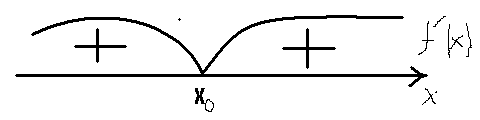 + +
f'(x)
x₀ x